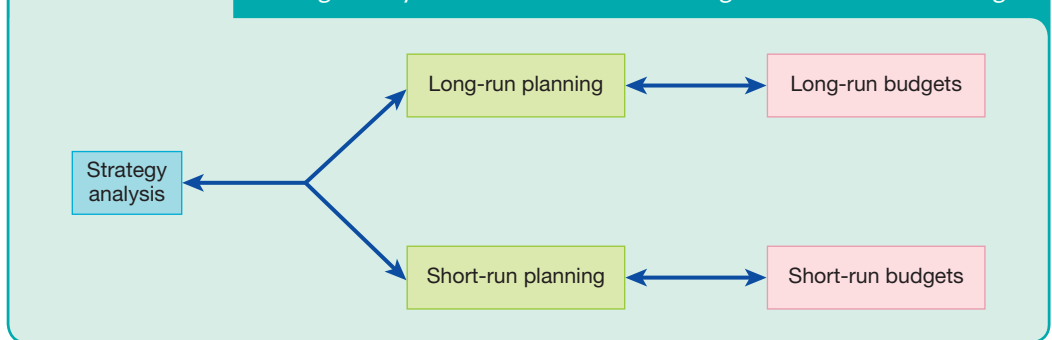 Long-run planning
Long-run budgets
Strategy
analysis
Short-run planning
Short-run budgets